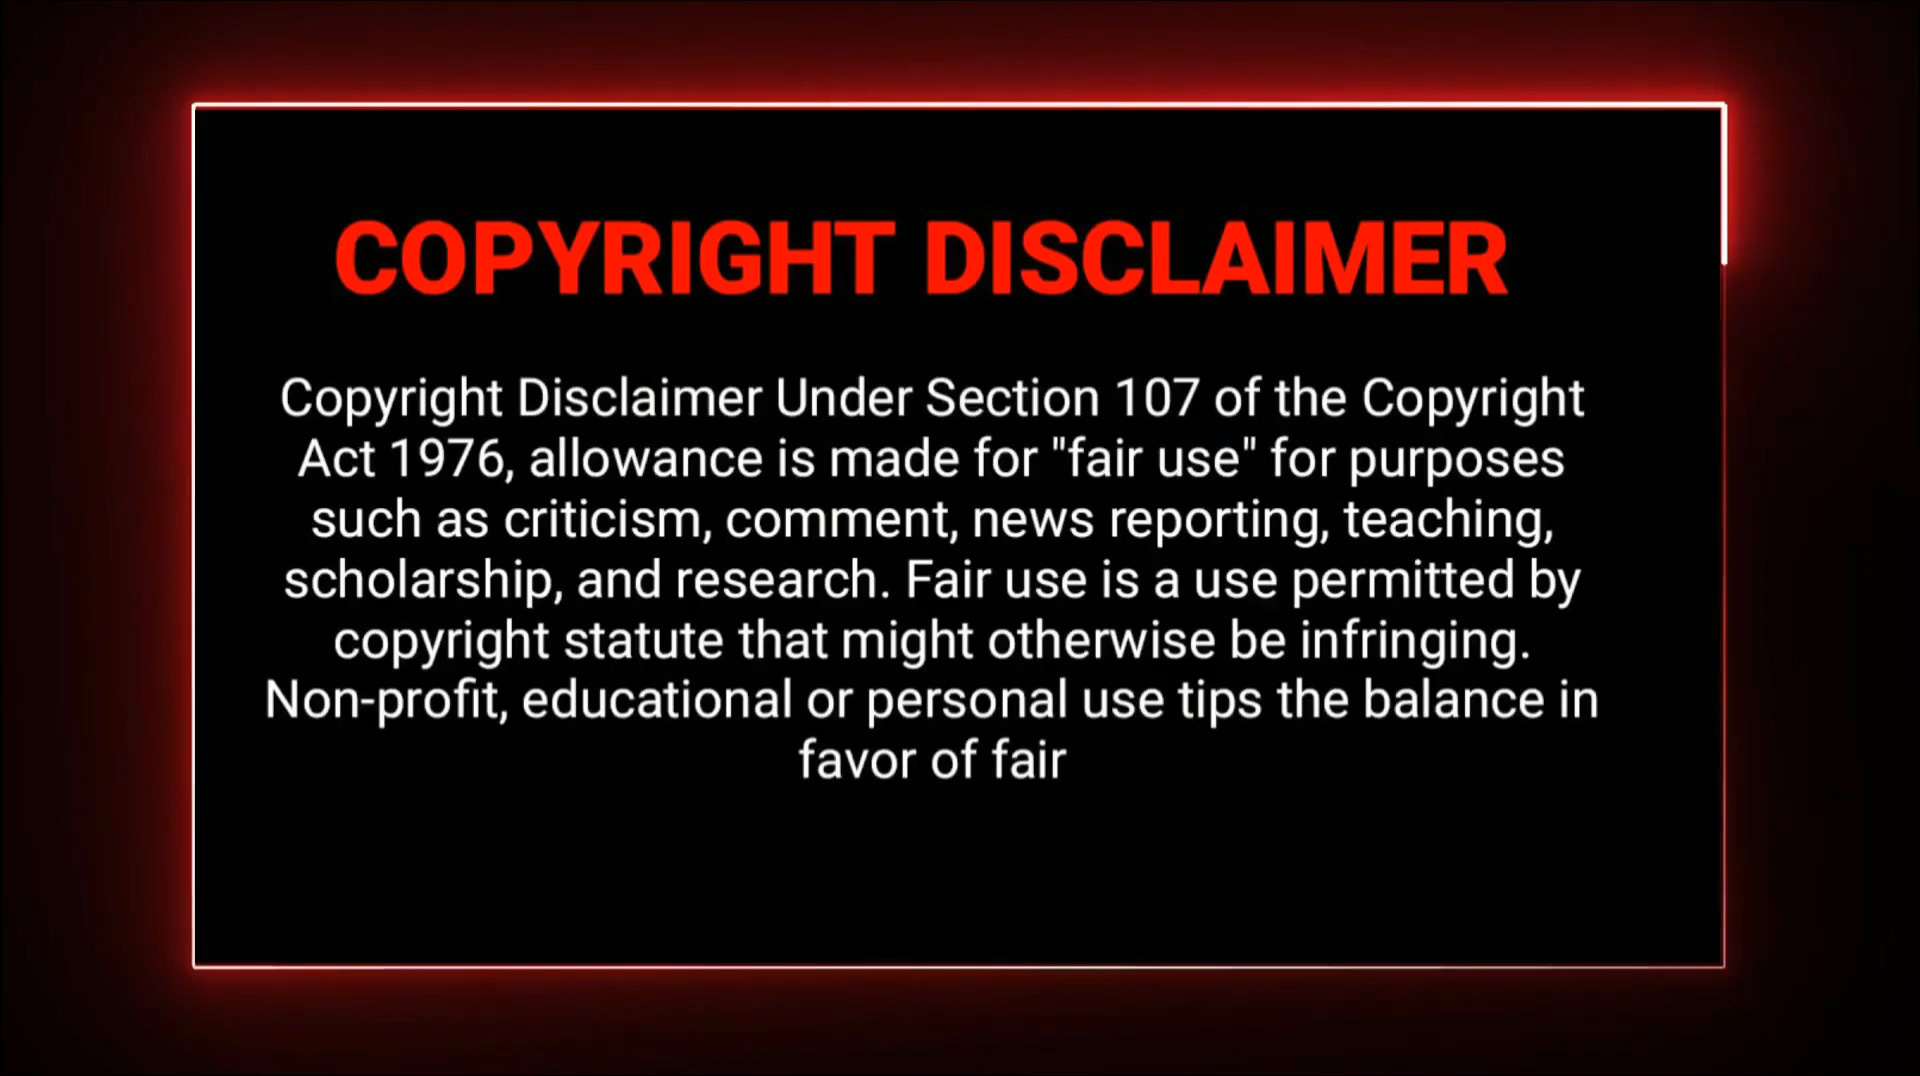 COPYRIGHT DISCLAIMER
Copyright Disclaimer Under Section 107 of the Copyright
Act 1976, allowance is made for "fair use" for purposes
such as criticism, comment, news reporting, teaching,
scholarship, and research. Fair use is a use permitted by
copyright statute that might otherwise be infringing.
Non-profit, educational or personal use tips the balance in
favor of fair